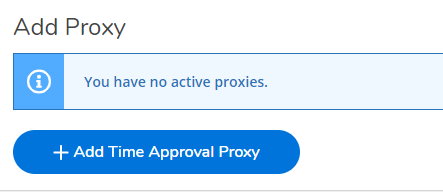 Add Proxy
You have no active proxies.
+ Add Time Approval Proxy